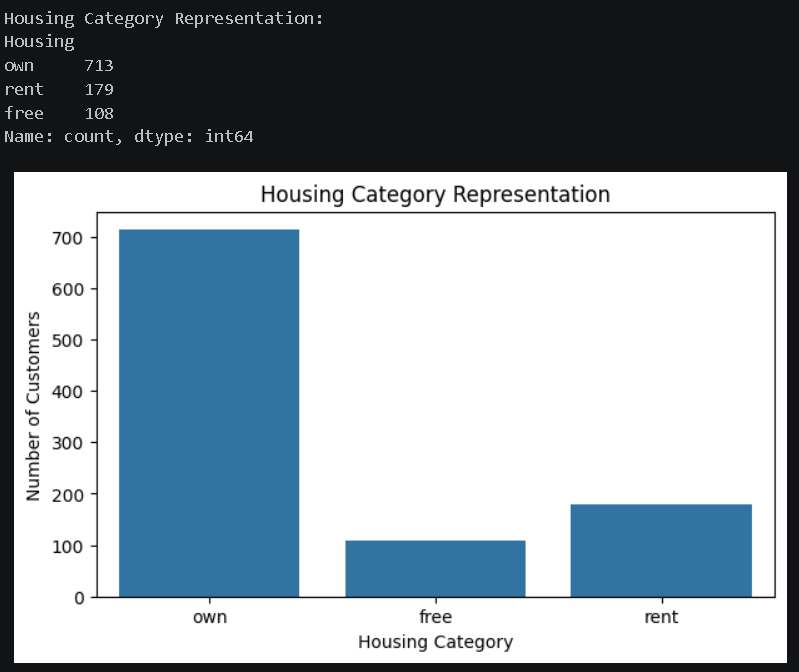 Housing Category Representation:
Housing
own     713
rent    179
free    108
Name: count, dtype: int64
Housing Category Representation
Number of Customers
700
600
500
400
300
200
100
0
own free rent
Housing Category